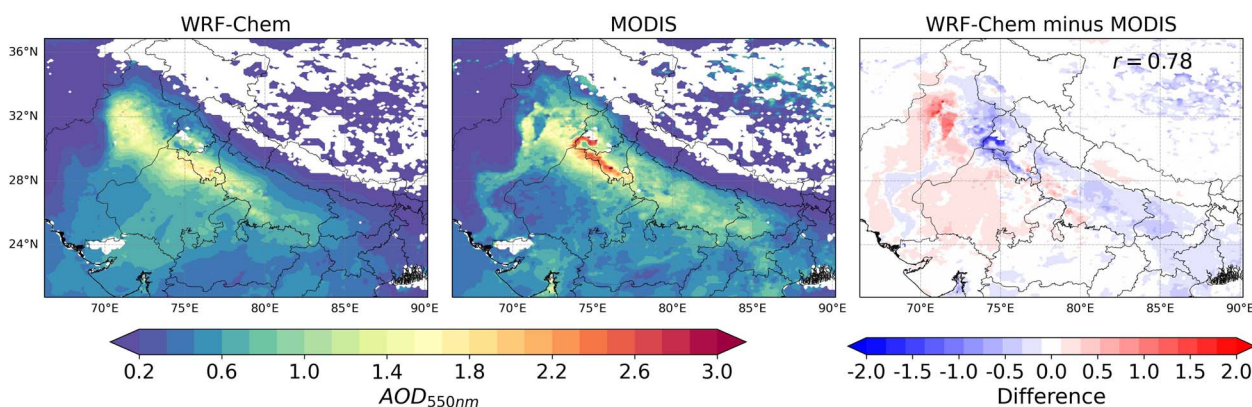 WRF-Chem MODIS WRF-Chem minus MODIS
36°N r = 0.78
32°N
28°N
24°N
70°E 75°E 80°E 85°E 90°E 70°E 75°E 80°E 85°E 90°E 70°E 75°E 80°E 85°E 90°E
0.2 0.6 1.0 1.4 1.8 2.2 2.6 3.0 -2.0 -1.5 -1.0 -0.5 0.0 0.5 1.0 1.5 2.0
AOD550nm Difference